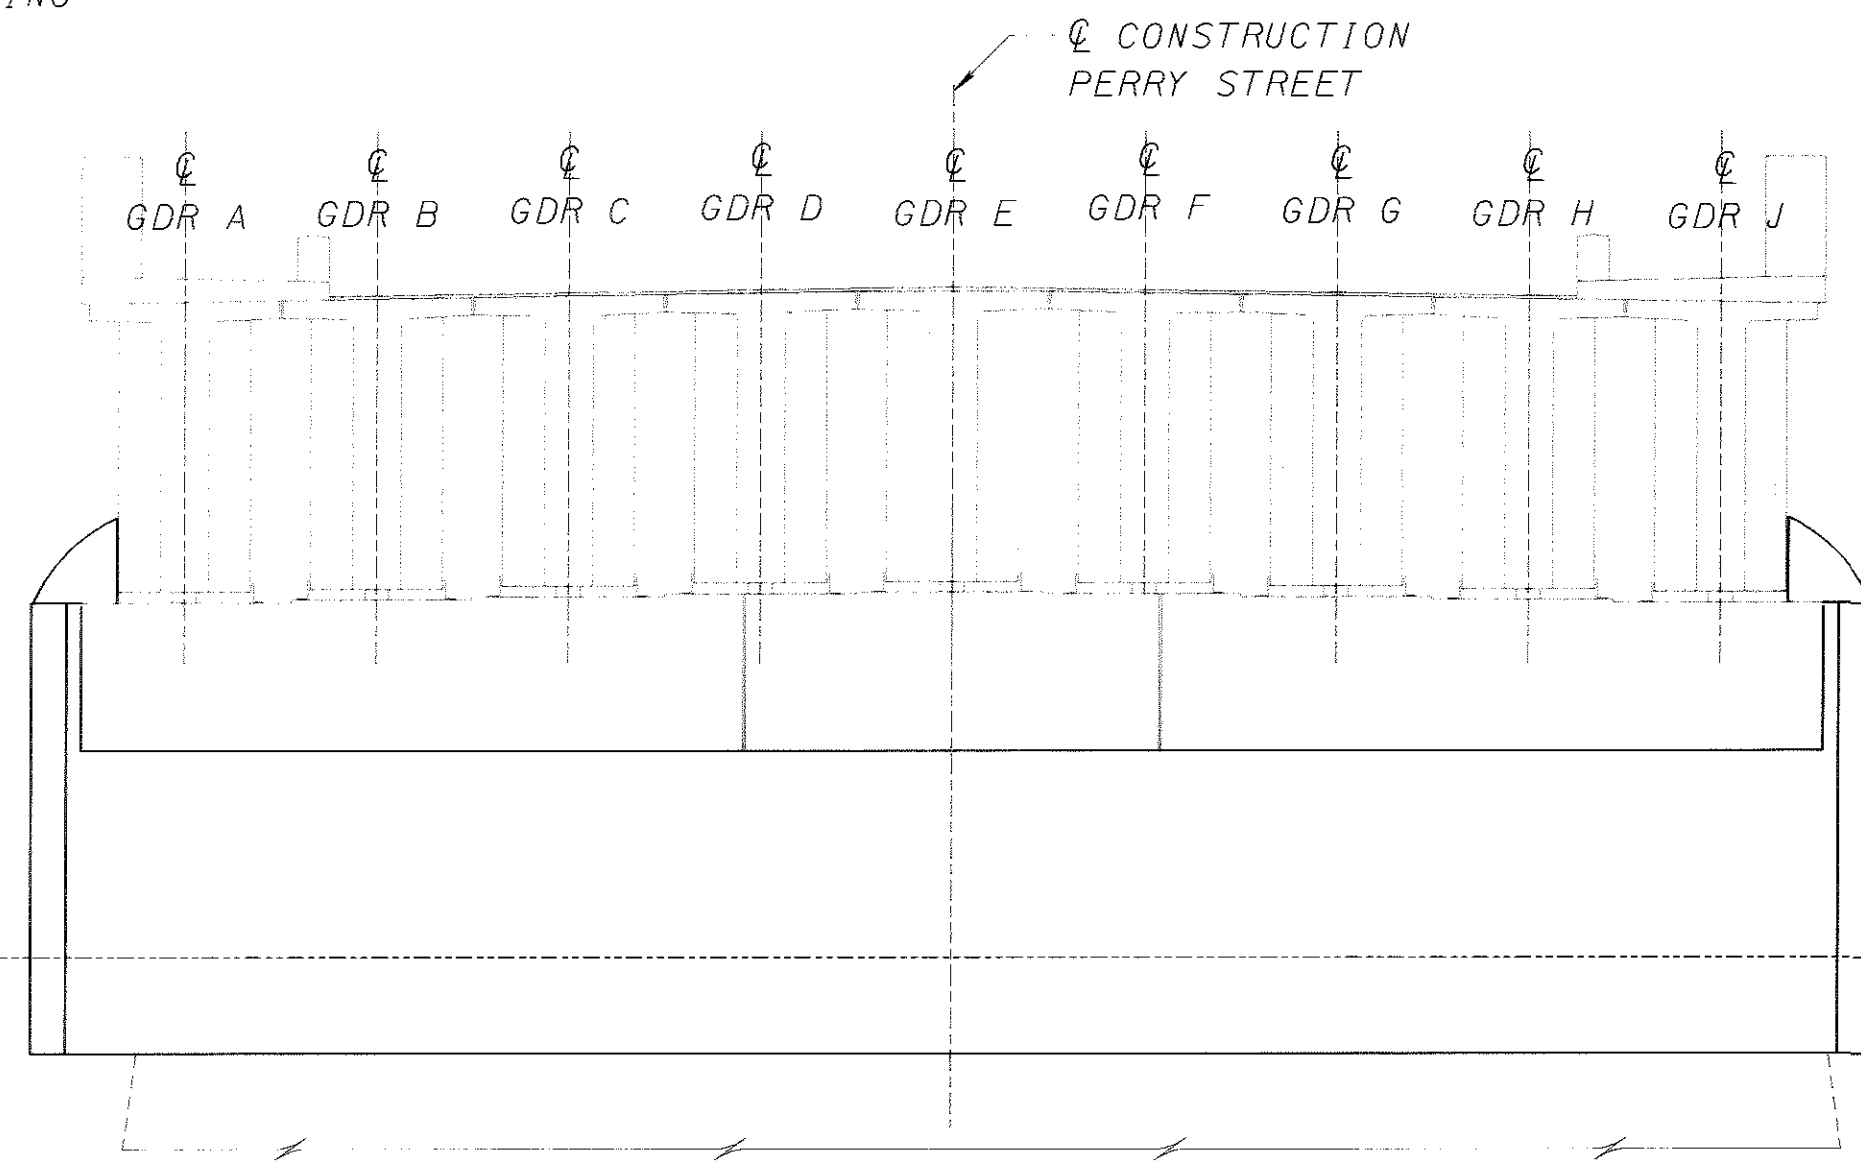 ℄ CONSTRUCTION
PERRY STREET
℄ ℄ ℄ ℄ ℄ ℄ ℄ ℄ ℄
GDR A GDR B GDR C GDR D GDR E GDR F GDR G GDR H GDR J